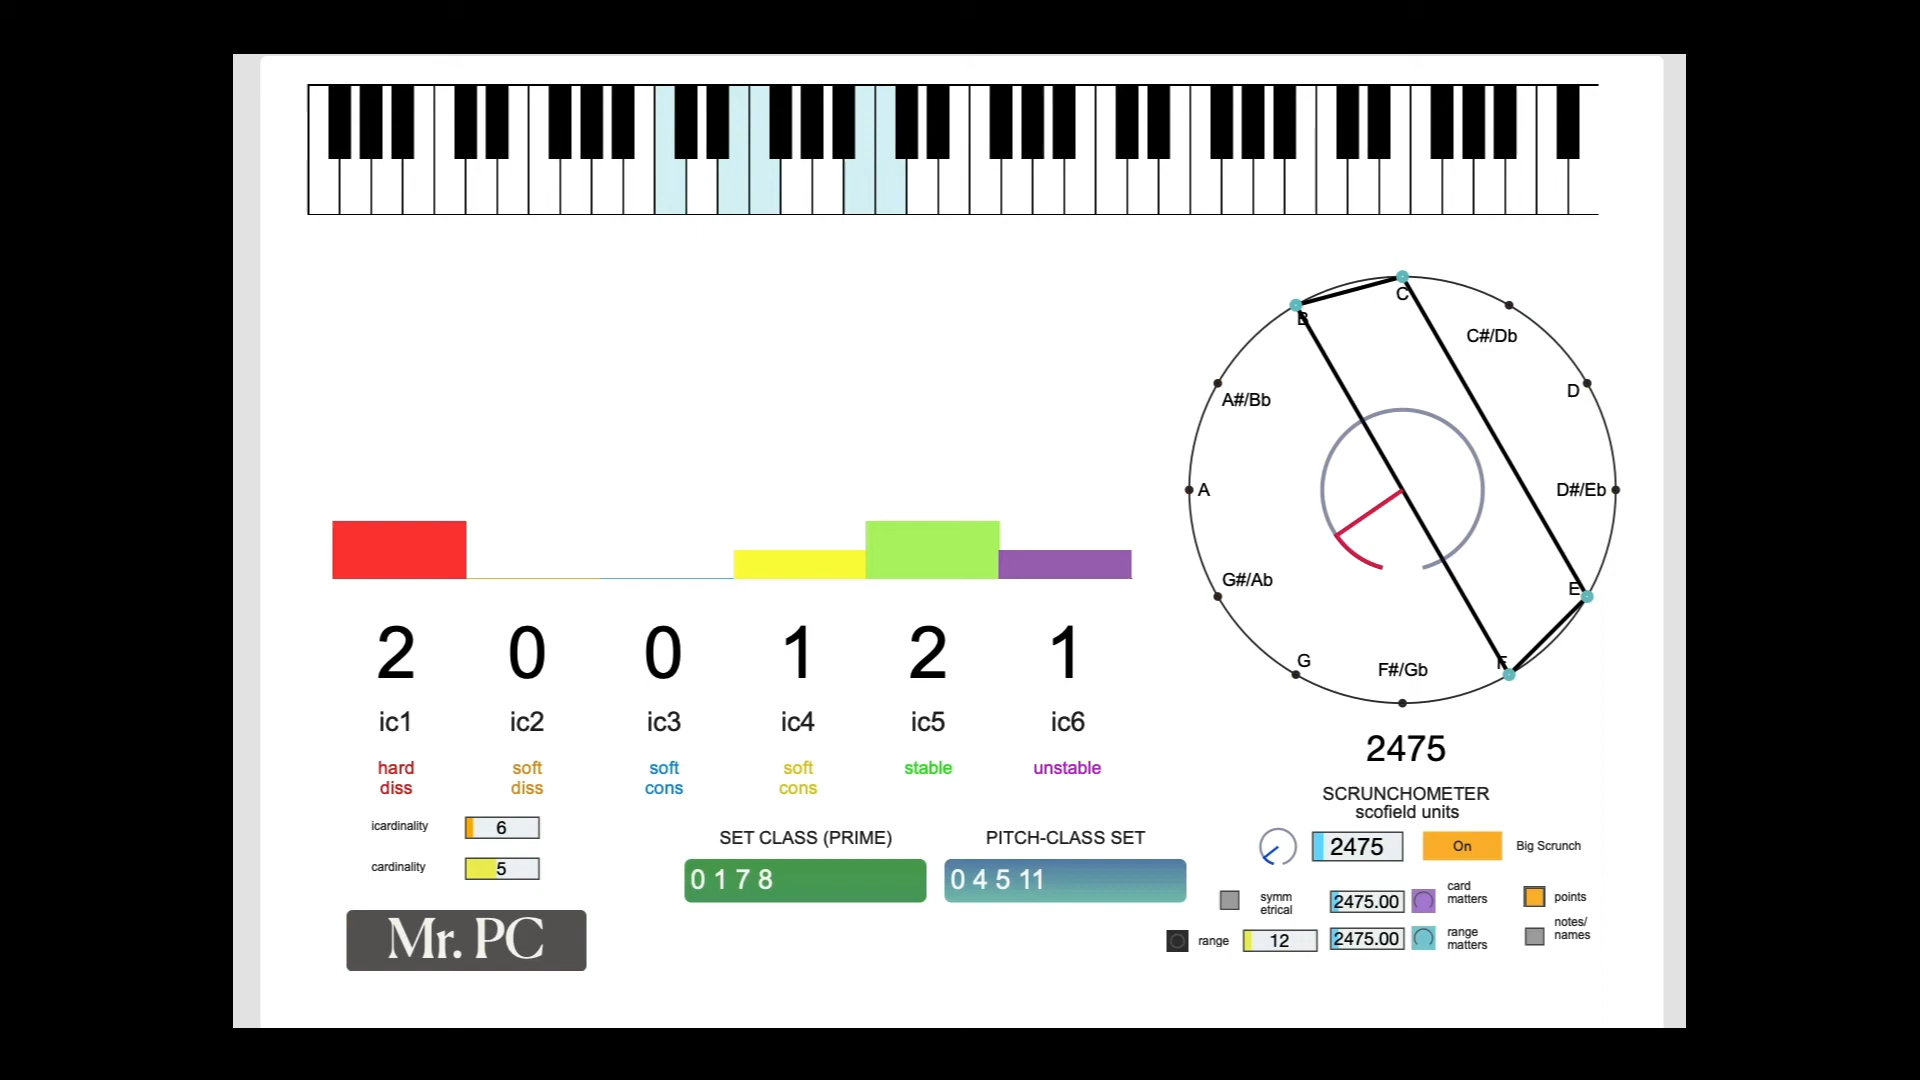 C
B
C#/Db
D
A#/Bb
A
D#/Eb
G#/Ab
E
G
F
F#/Gb
2 0 0 1 2 1
ic1 ic2 ic3 ic4 ic5 ic6
hard diss
soft diss
soft cons
soft cons
stable
unstable
icardinality 6
cardinality 5
SET CLASS (PRIME)
0 1 7 8
PITCH-CLASS SET
0 4 5 11
Mr. PC
2475
SCRUNCHOMETER
scofield units
2475 On Big Scrunch
symm
etrical
2475.00
card
matters
points
range 12
2475.00
range
matters
notes/
names